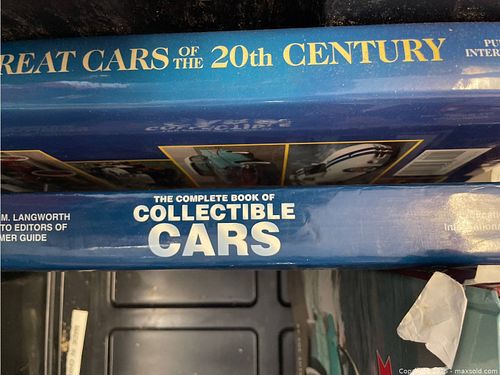 REAT CARS OF THE 20th CENTURY
PU
INTER
M. LANGWORTH
TO EDITORS OF
MER GUIDE
THE COMPLETE BOOK OF
COLLECTIBLE
CARS